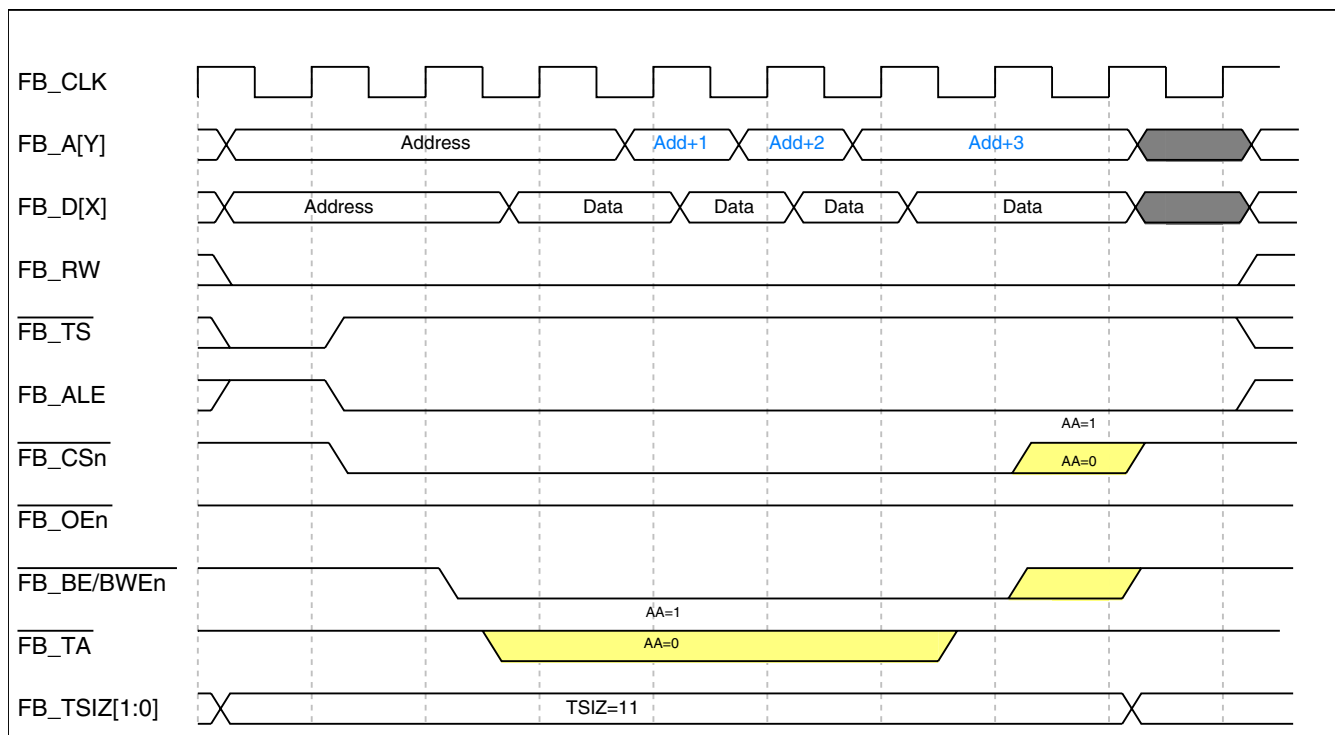 FB_CLK
FB_A[Y] Address Add+1 Add+2 Add+3
FB_D[X] Address Data Data Data Data
FB_RW
FB_TS
FB_ALE
AA=1
FB_CSn AA=0
FB_OEn
FB_BE/BWEn
AA=1
FB_TA AA=0
FB_TSIZ[1:0] TSIZ=11